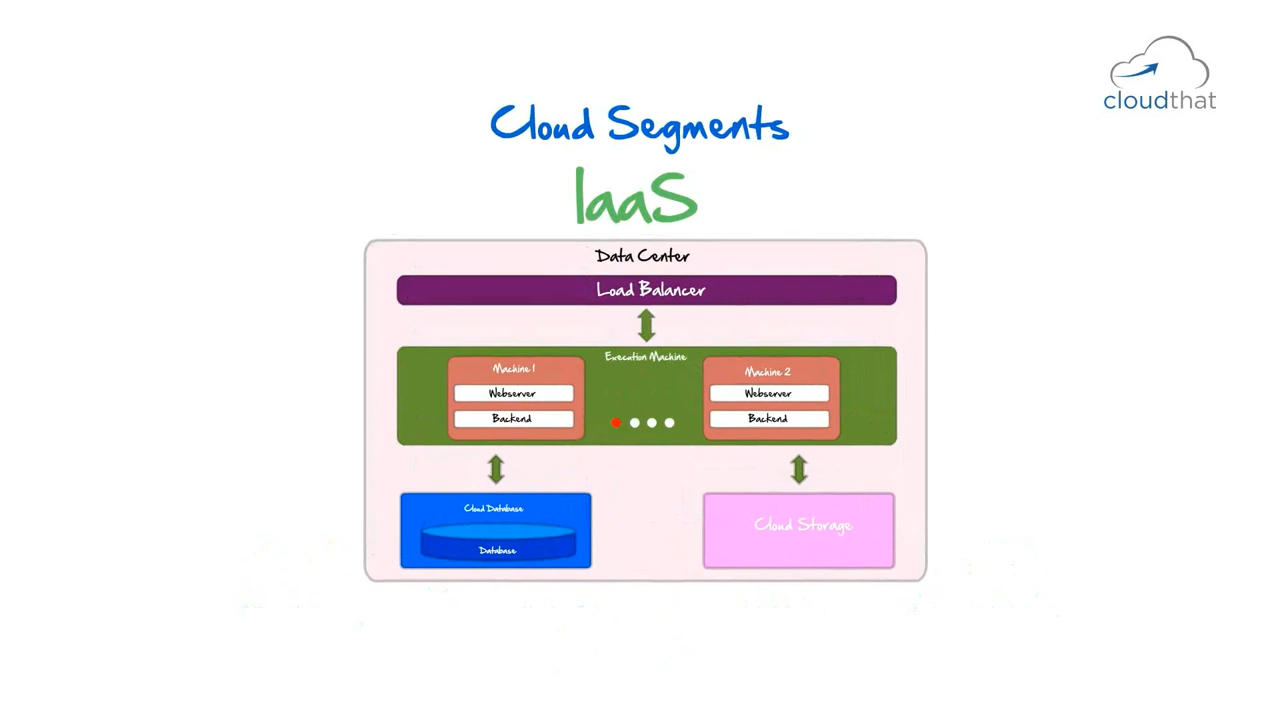 cloudthat
Cloud Segments
IaaS
Data Center
Load Balancer
Execution Machine
Machine 1
Webserver
Backend
Machine 2
Webserver
Backend
Cloud Database
Database
Cloud Storage